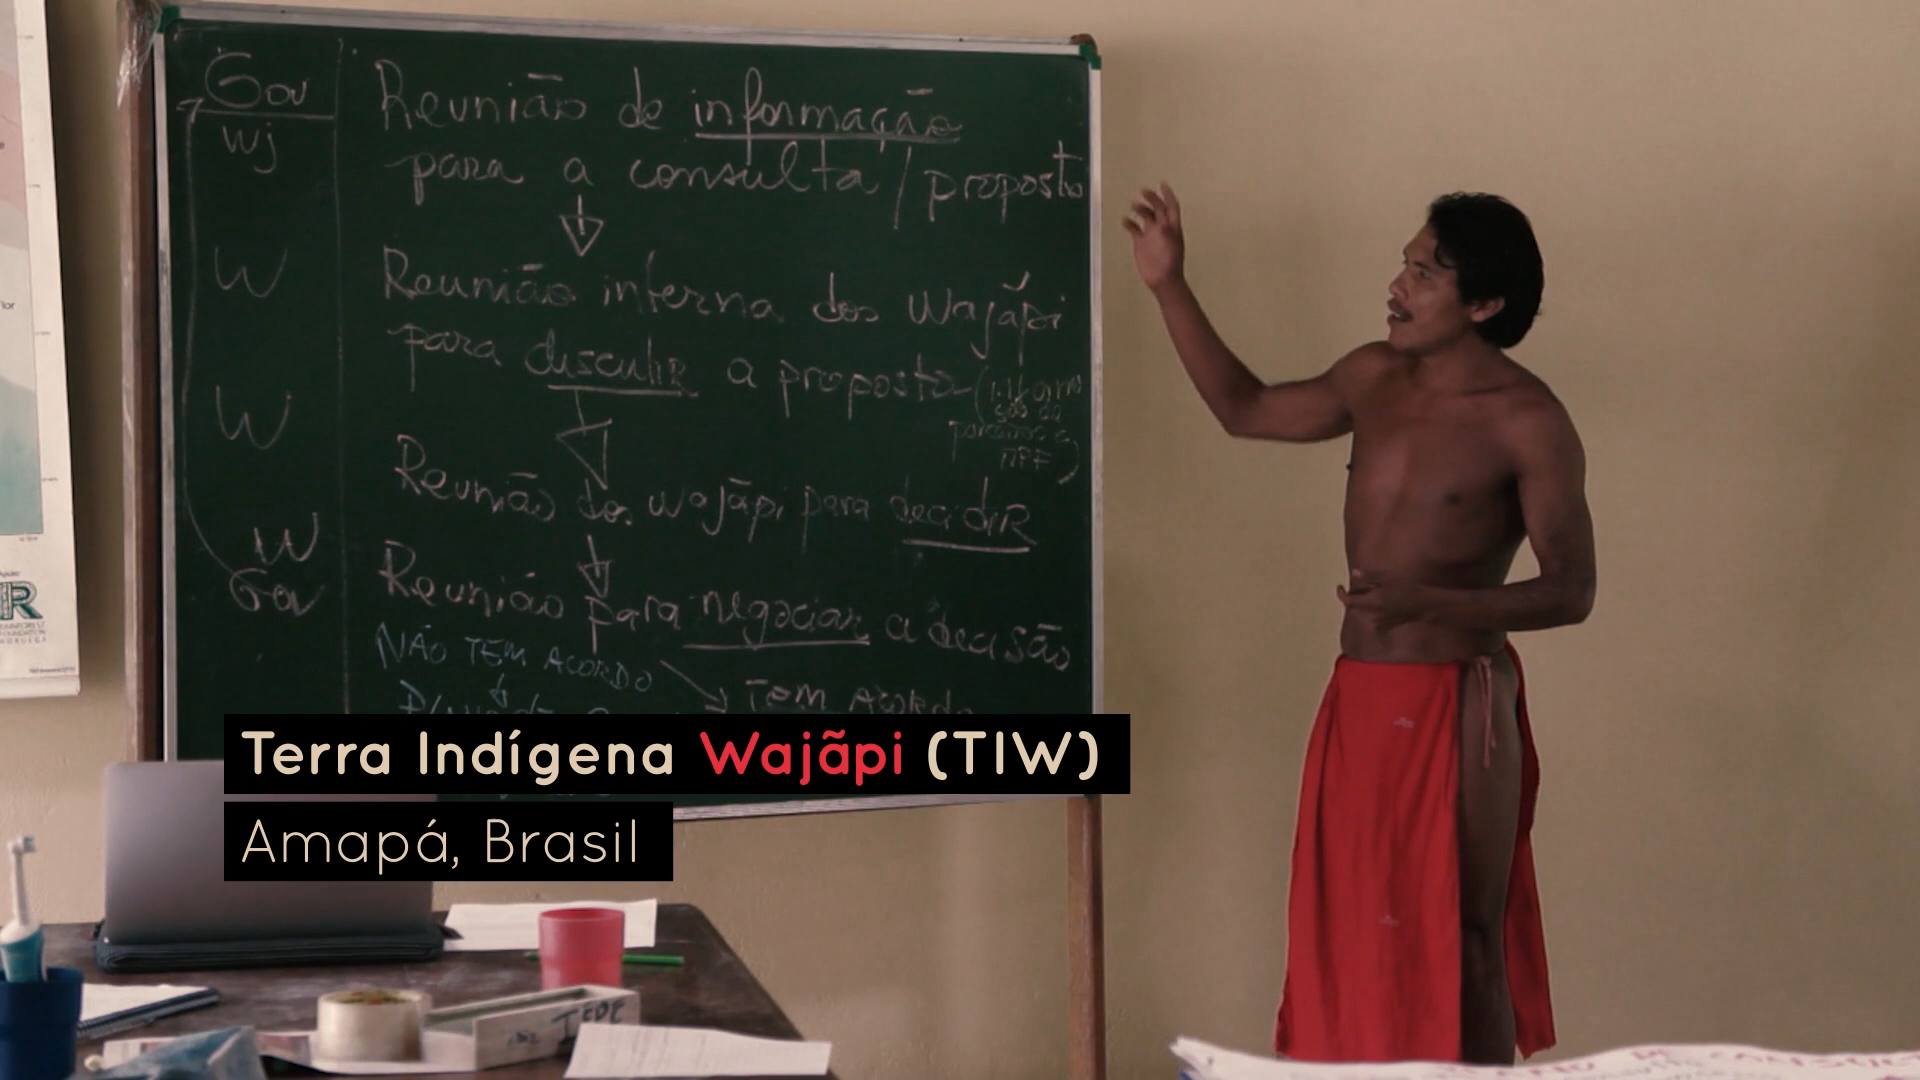 Gov
Wj
Reunião de informação
para a consulta / proposta
W
Reunião interna dos Wajãpi
para discutir a proposta
W
Reunião dos wajãpi para decidir
W
Gov
Reunião para negociar a decisão
NÃO TEM ACORDO
TEM ACORDO
Terra Indígena Wajãpi (TIW)
Amapá, Brasil